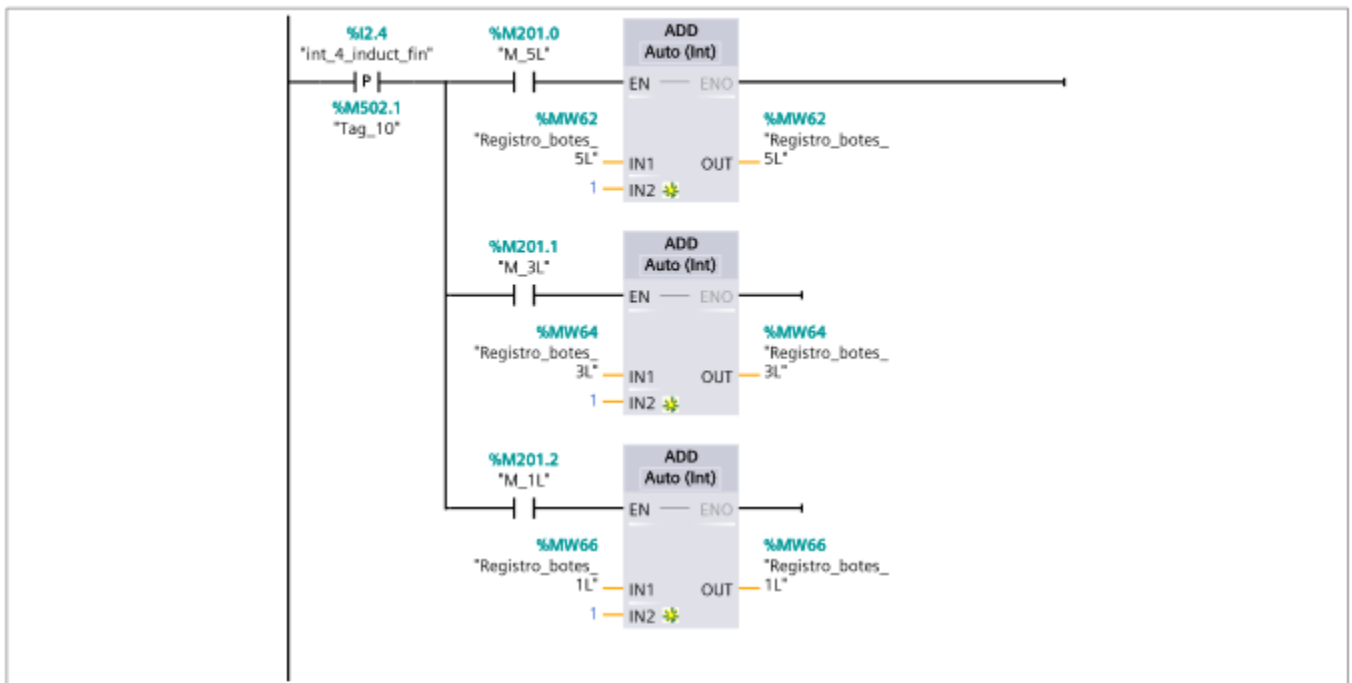 %I2.4
"int_4_induct_fin"
P
%M502.1
"Tag_10"
%M201.0
"M_5L"
ADD
Auto (Int)
EN
ENO
%MW62
"Registro_botes_
5L"
IN1
1
IN2
OUT
%MW62
"Registro_botes_
5L"
%M201.1
"M_3L"
ADD
Auto (Int)
EN
ENO
%MW64
"Registro_botes_
3L"
IN1
1
IN2
OUT
%MW64
"Registro_botes_
3L"
%M201.2
"M_1L"
ADD
Auto (Int)
EN
ENO
%MW66
"Registro_botes_
1L"
IN1
1
IN2
OUT
%MW66
"Registro_botes_
1L"